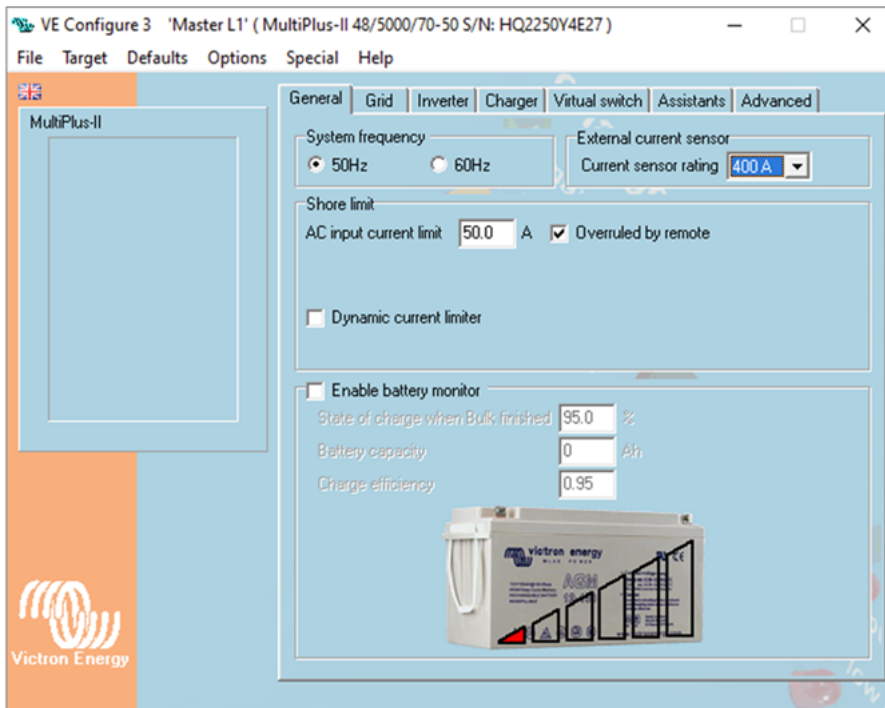 VE Configure 3 'Master L1' ( MultiPlus-II 48/5000/70-50 S/N: HQ2250Y4E27 )
File Target Defaults Options Special Help
General Grid Inverter Charger Virtual switch Assistants Advanced
MultiPlus-II
System frequency
50Hz 60Hz
External current sensor
Current sensor rating 400 A
Shore limit
AC input current limit 50.0 A Overruled by remote
Dynamic current limiter
Enable battery monitor
State of charge when Bulk finished 95.0 %
Battery capacity 0 Ah
Charge efficiency 0.95
victron energy
BLUE POWER
AGM
Victron Energy
low